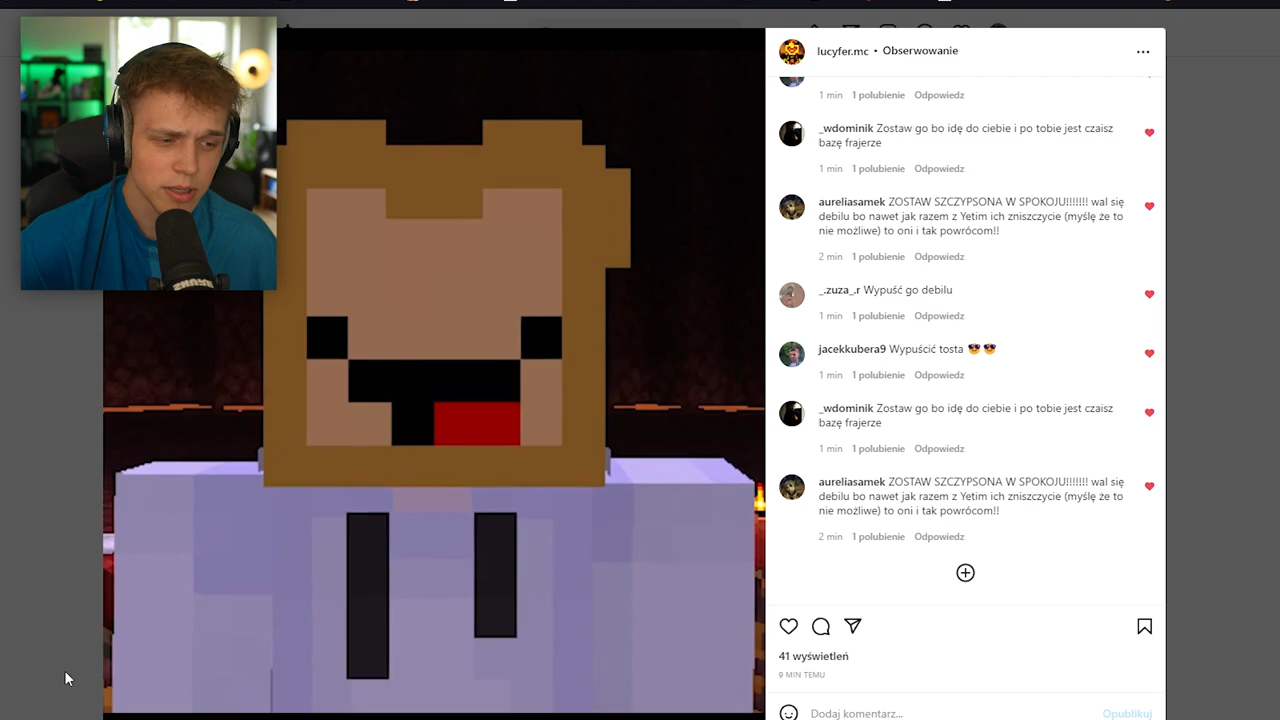 lucyfer.mc • Obserwowanie
1 min 1 polubienie Odpowiedz
_wdominik Zostaw go bo idę do ciebie i po tobie jest czaisz
bazę frajerze
1 min 1 polubienie Odpowiedz
aureliasamek ZOSTAW SZCZYPSONA W SPOKOJU!!!!!!! wal się
debilu bo nawet jak razem z Yetim ich zniszczycie (myślę że to
nie możliwe) to oni i tak powrócom!!
2 min 1 polubienie Odpowiedz
_.zuza_.r Wypuść go debilu
1 min 1 polubienie Odpowiedz
jacekkubera9 Wypuścić tosta 😎😎
1 min 1 polubienie Odpowiedz
_wdominik Zostaw go bo idę do ciebie i po tobie jest czaisz
bazę frajerze
1 min 1 polubienie Odpowiedz
aureliasamek ZOSTAW SZCZYPSONA W SPOKOJU!!!!!!! wal się
debilu bo nawet jak razem z Yetim ich zniszczycie (myślę że to
nie możliwe) to oni i tak powrócom!!
2 min 1 polubienie Odpowiedz
41 wyświetleń
9 MIN TEMU
Dodaj komentarz... Opublikuj